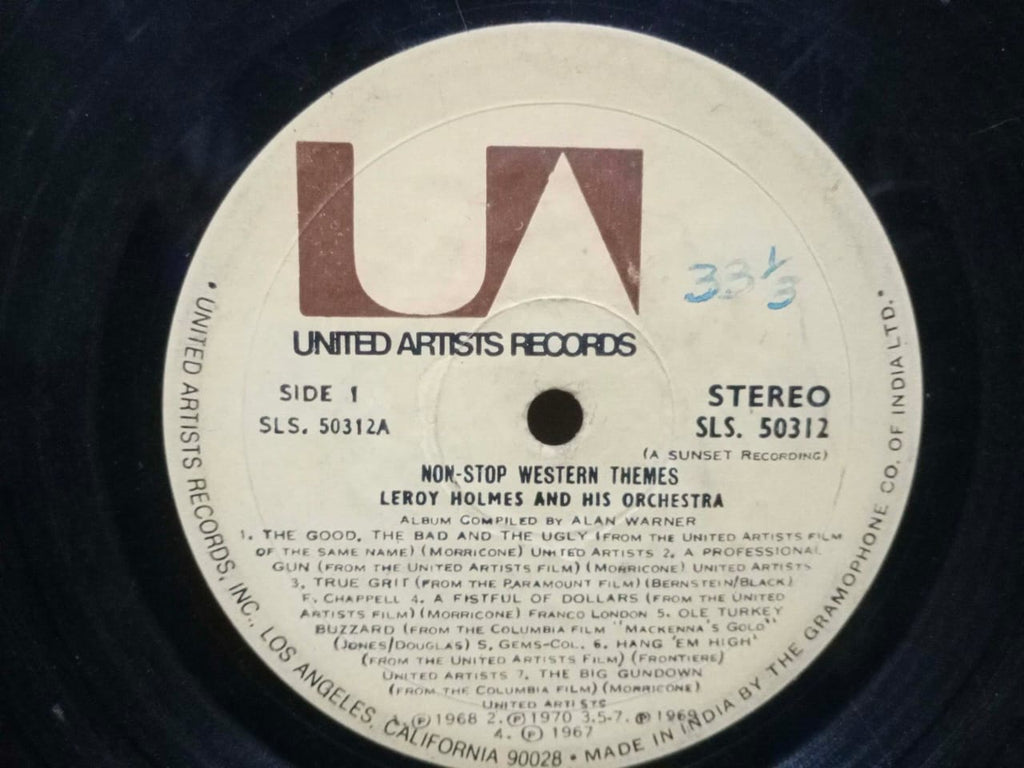 UA
UNITED ARTISTS RECORDS
33 1/3
SIDE 1
SLS. 50312A
STEREO
SLS. 50312
(A SUNSET RECORDING)
NON-STOP WESTERN THEMES
LEROY HOLMES AND HIS ORCHESTRA
ALBUM COMPILED BY ALAN WARNER
1. THE GOOD, THE BAD AND THE UGLY (FROM THE UNITED ARTISTS FILM
OF THE SAME NAME) (MORRICONE) UNITED ARTISTS 2. A PROFESSIONAL
GUN (FROM THE UNITED ARTISTS FILM) (MORRICONE) UNITED ARTISTS
3. TRUE GRIT (FROM THE PARAMOUNT FILM) (BERNSTEIN/BLACK)
F. CHAPPELL 4. A FISTFUL OF DOLLARS (FROM THE UNITED
ARTISTS FILM) (MORRICONE) FRANCO LONDON 5. OLE TURKEY
BUZZARD (FROM THE COLUMBIA FILM "MACKENNA'S GOLD"
(JONES/DOUGLAS) S. GEMS-COL. 6. HANG 'EM HIGH'
(FROM THE UNITED ARTISTS FILM) (FRONTIERE)
UNITED ARTISTS 7. THE BIG GUNDOWN
(FROM THE COLUMBIA FILM) (MORRICONE)
UNITED ARTISTS
℗ 1968 2. ℗ 1970 3.5-7. ℗ 1969
4. ℗ 1967
• UNITED ARTISTS RECORDS, INC., LOS ANGELES, CALIFORNIA 90028 • MADE IN INDIA BY THE GRAMOPHONE CO. OF INDIA LTD. •